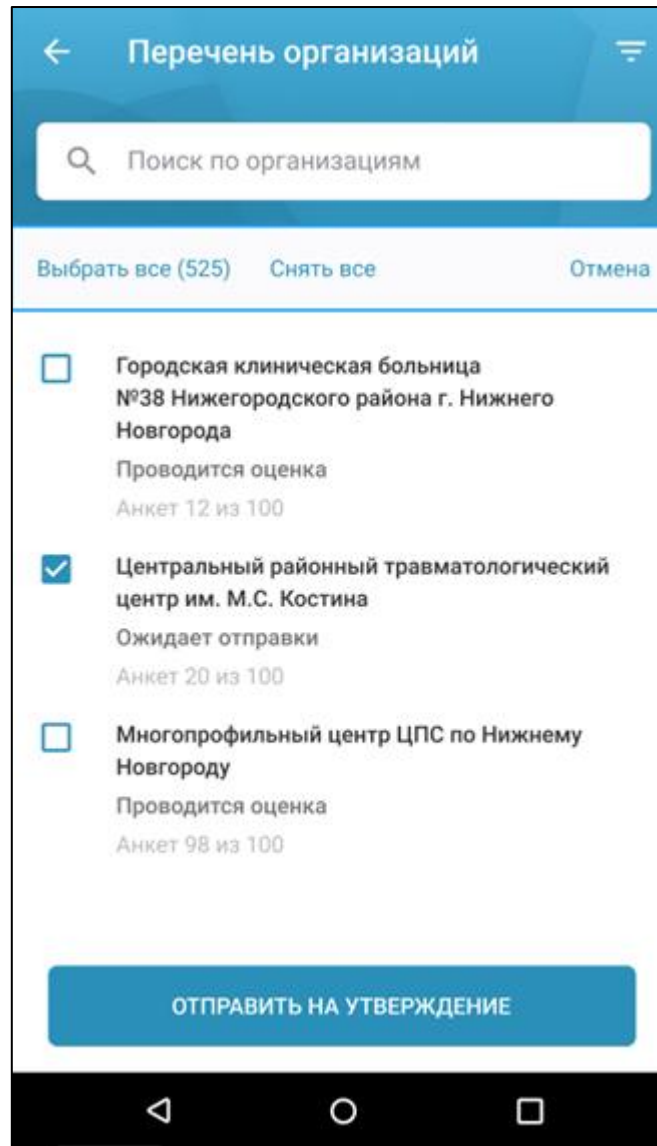 Перечень организаций
Поиск по организациям
Выбрать все (525) Снять все Отмена
Городская клиническая больница
№38 Нижегородского района г. Нижнего
Новгорода
Проводится оценка
Анкет 12 из 100
Центральный районный травматологический
центр им. М.С. Костина
Ожидает отправки
Анкет 20 из 100
Многопрофильный центр ЦПС по Нижнему
Новгороду
Проводится оценка
Анкет 98 из 100
ОТПРАВИТЬ НА УТВЕРЖДЕНИЕ